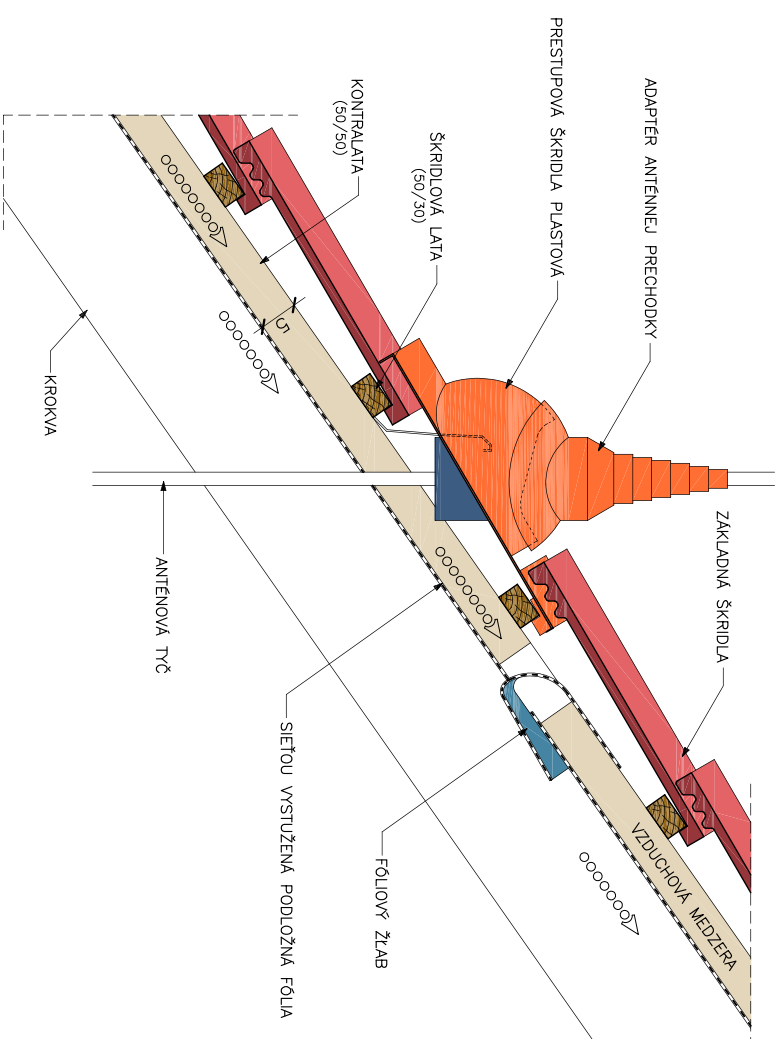 ADAPTÉR ANTÉNNEJ PRECHODKY
PRESTUPOVÁ ŠKRIDLA PLASTOVÁ
ŠKRIDLOVÁ LATA
(50/30)
KONTRALATA
(50/50)
ZÁKLADNÁ ŠKRIDLA
5
KROKVA
ANTÉNOVÁ TYČ
VZDUCHOVÁ MEDZERA
FÓLIOVÝ ŽĽAB
SIEŤOU VYSTUŽENÁ PODLOŽNÁ FÓLIA